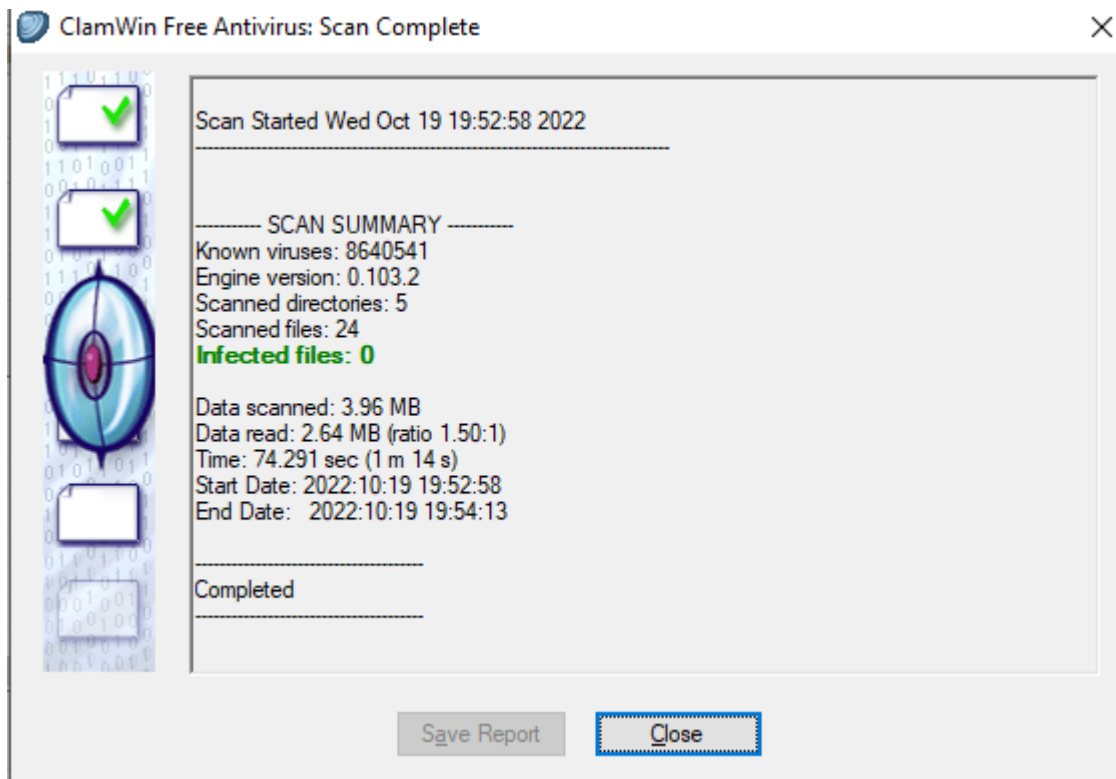 ClamWin Free Antivirus: Scan Complete
Scan Started Wed Oct 19 19:52:58 2022
-------------------------------------------------------------------------------
----------- SCAN SUMMARY -----------
Known viruses: 8640541
Engine version: 0.103.2
Scanned directories: 5
Scanned files: 24
Infected files: 0
Data scanned: 3.96 MB
Data read: 2.64 MB (ratio 1.50:1)
Time: 74.291 sec (1 m 14 s)
Start Date: 2022:10:19 19:52:58
End Date:   2022:10:19 19:54:13
--------------------------------------
Completed
--------------------------------------
Save Report
Close